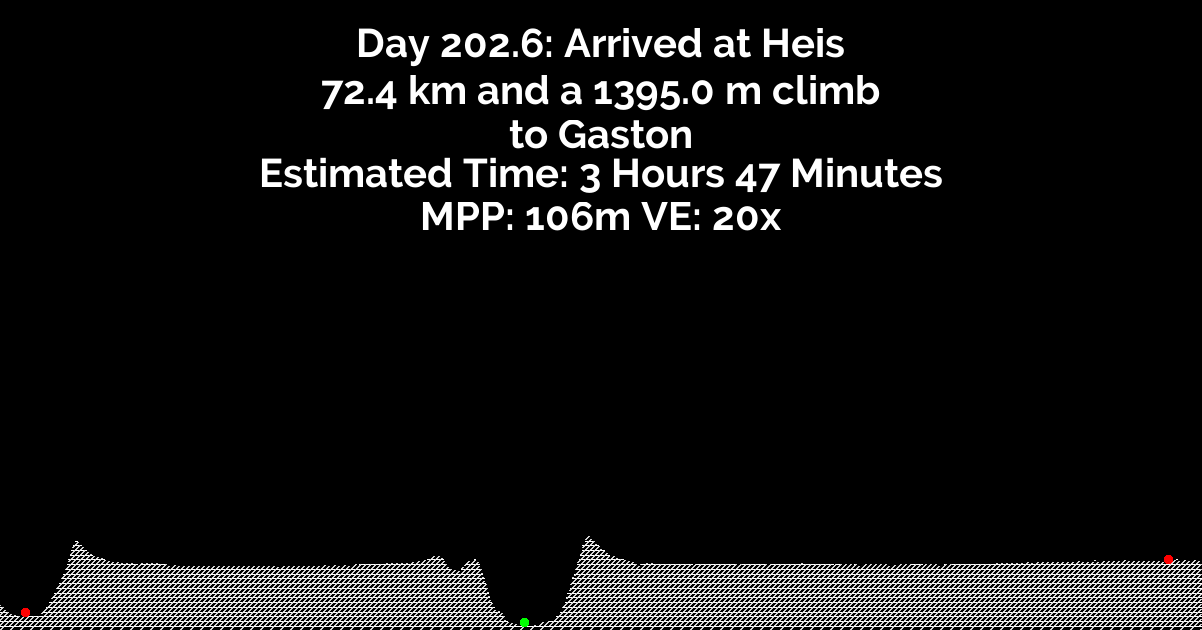 Day 202.6: Arrived at Heis
72.4 km and a 1395.0 m climb
to Gaston
Estimated Time: 3 Hours 47 Minutes
MPP: 106m VE: 20x